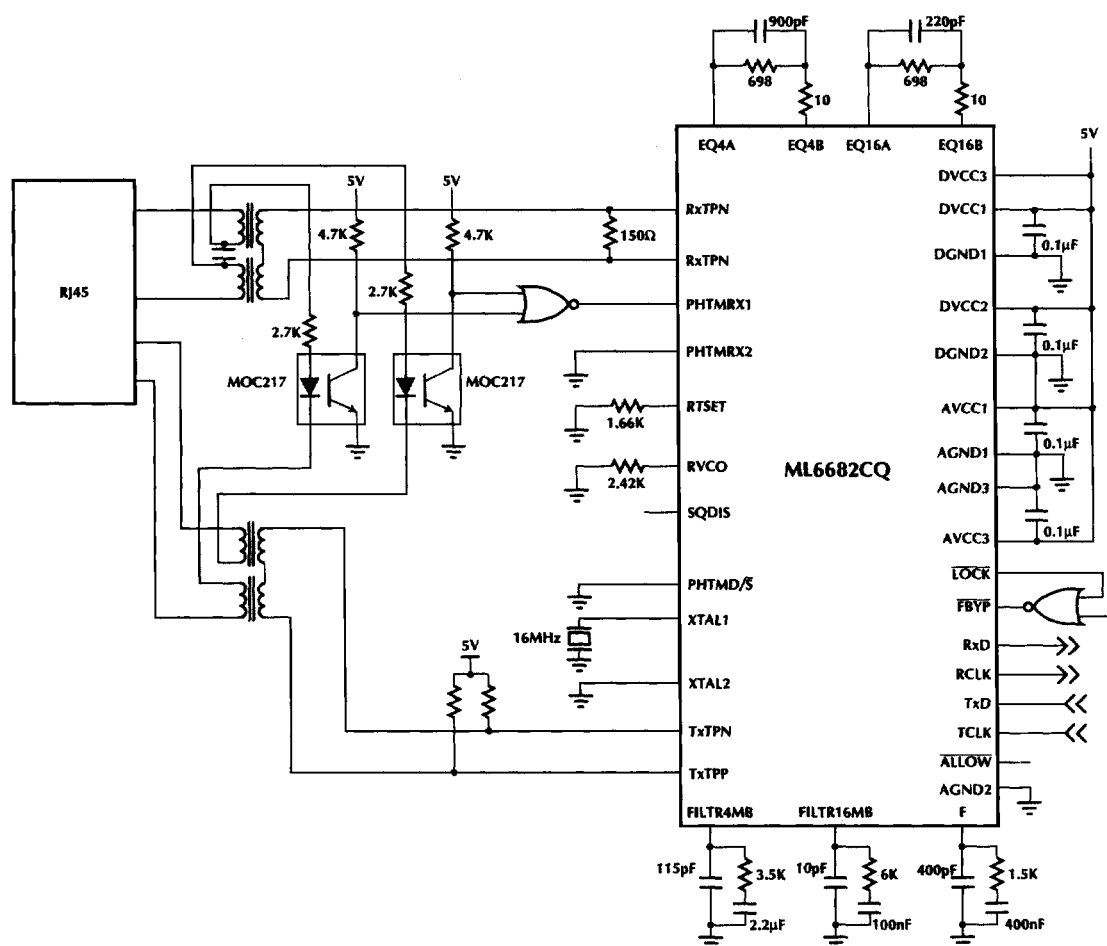 900pF
220pF
698
698
10
10
EQ4A
EQ4B
EQ16A
EQ16B
5V
DVCC3
RJ45
5V
5V
4.7K
4.7K
RxTPN
150Ω
DVCC1
0.1µF
DGND1
RxTPN
2.7K
2.7K
PHTMRX1
DVCC2
0.1µF
DGND2
PHTMRX2
MOC217
MOC217
RTSET
1.66K
AVCC1
0.1µF
AGND1
RVCO
2.42K
ML6682CQ
AGND3
SQDIS
0.1µF
AVCC3
LOCK
PHTMD/S
FBYP
XTAL1
16MHz
RxD
5V
RCLK
XTAL2
TxD
TxTPN
TCLK
ALLOW
TxTPP
AGND2
FILTR4MB
FILTR16MB
F
115pF
3.5K
2.2µF
10pF
6K
100nF
400pF
1.5K
400nF